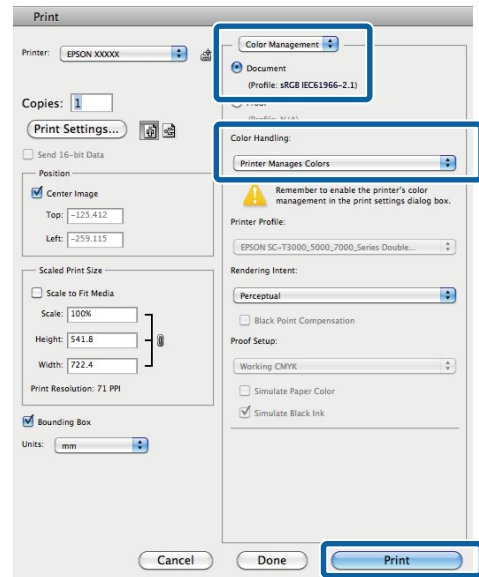 Print
Printer: EPSON XXXXX
Copies: 1
Print Settings...
Send 16-bit Data
Position
Center Image
Top: -125.412
Left: -259.115
Scaled Print Size
Scale to Fit Media
Scale: 100%
Height: 541.8
Width: 722.4
Print Resolution: 71 PPI
Bounding Box
Units: mm
Color Management
Document
(Profile: sRGB IEC61966-2.1)
Color Handling:
Printer Manages Colors
Remember to enable the printer's color
management in the print settings dialog box.
Printer Profile:
EPSON SC-T3000_5000_7000_Series Double...
Rendering Intent:
Perceptual
Black Point Compensation
Proof Setup:
Working CMYK
Simulate Paper Color
Simulate Black Ink
Cancel
Done
Print